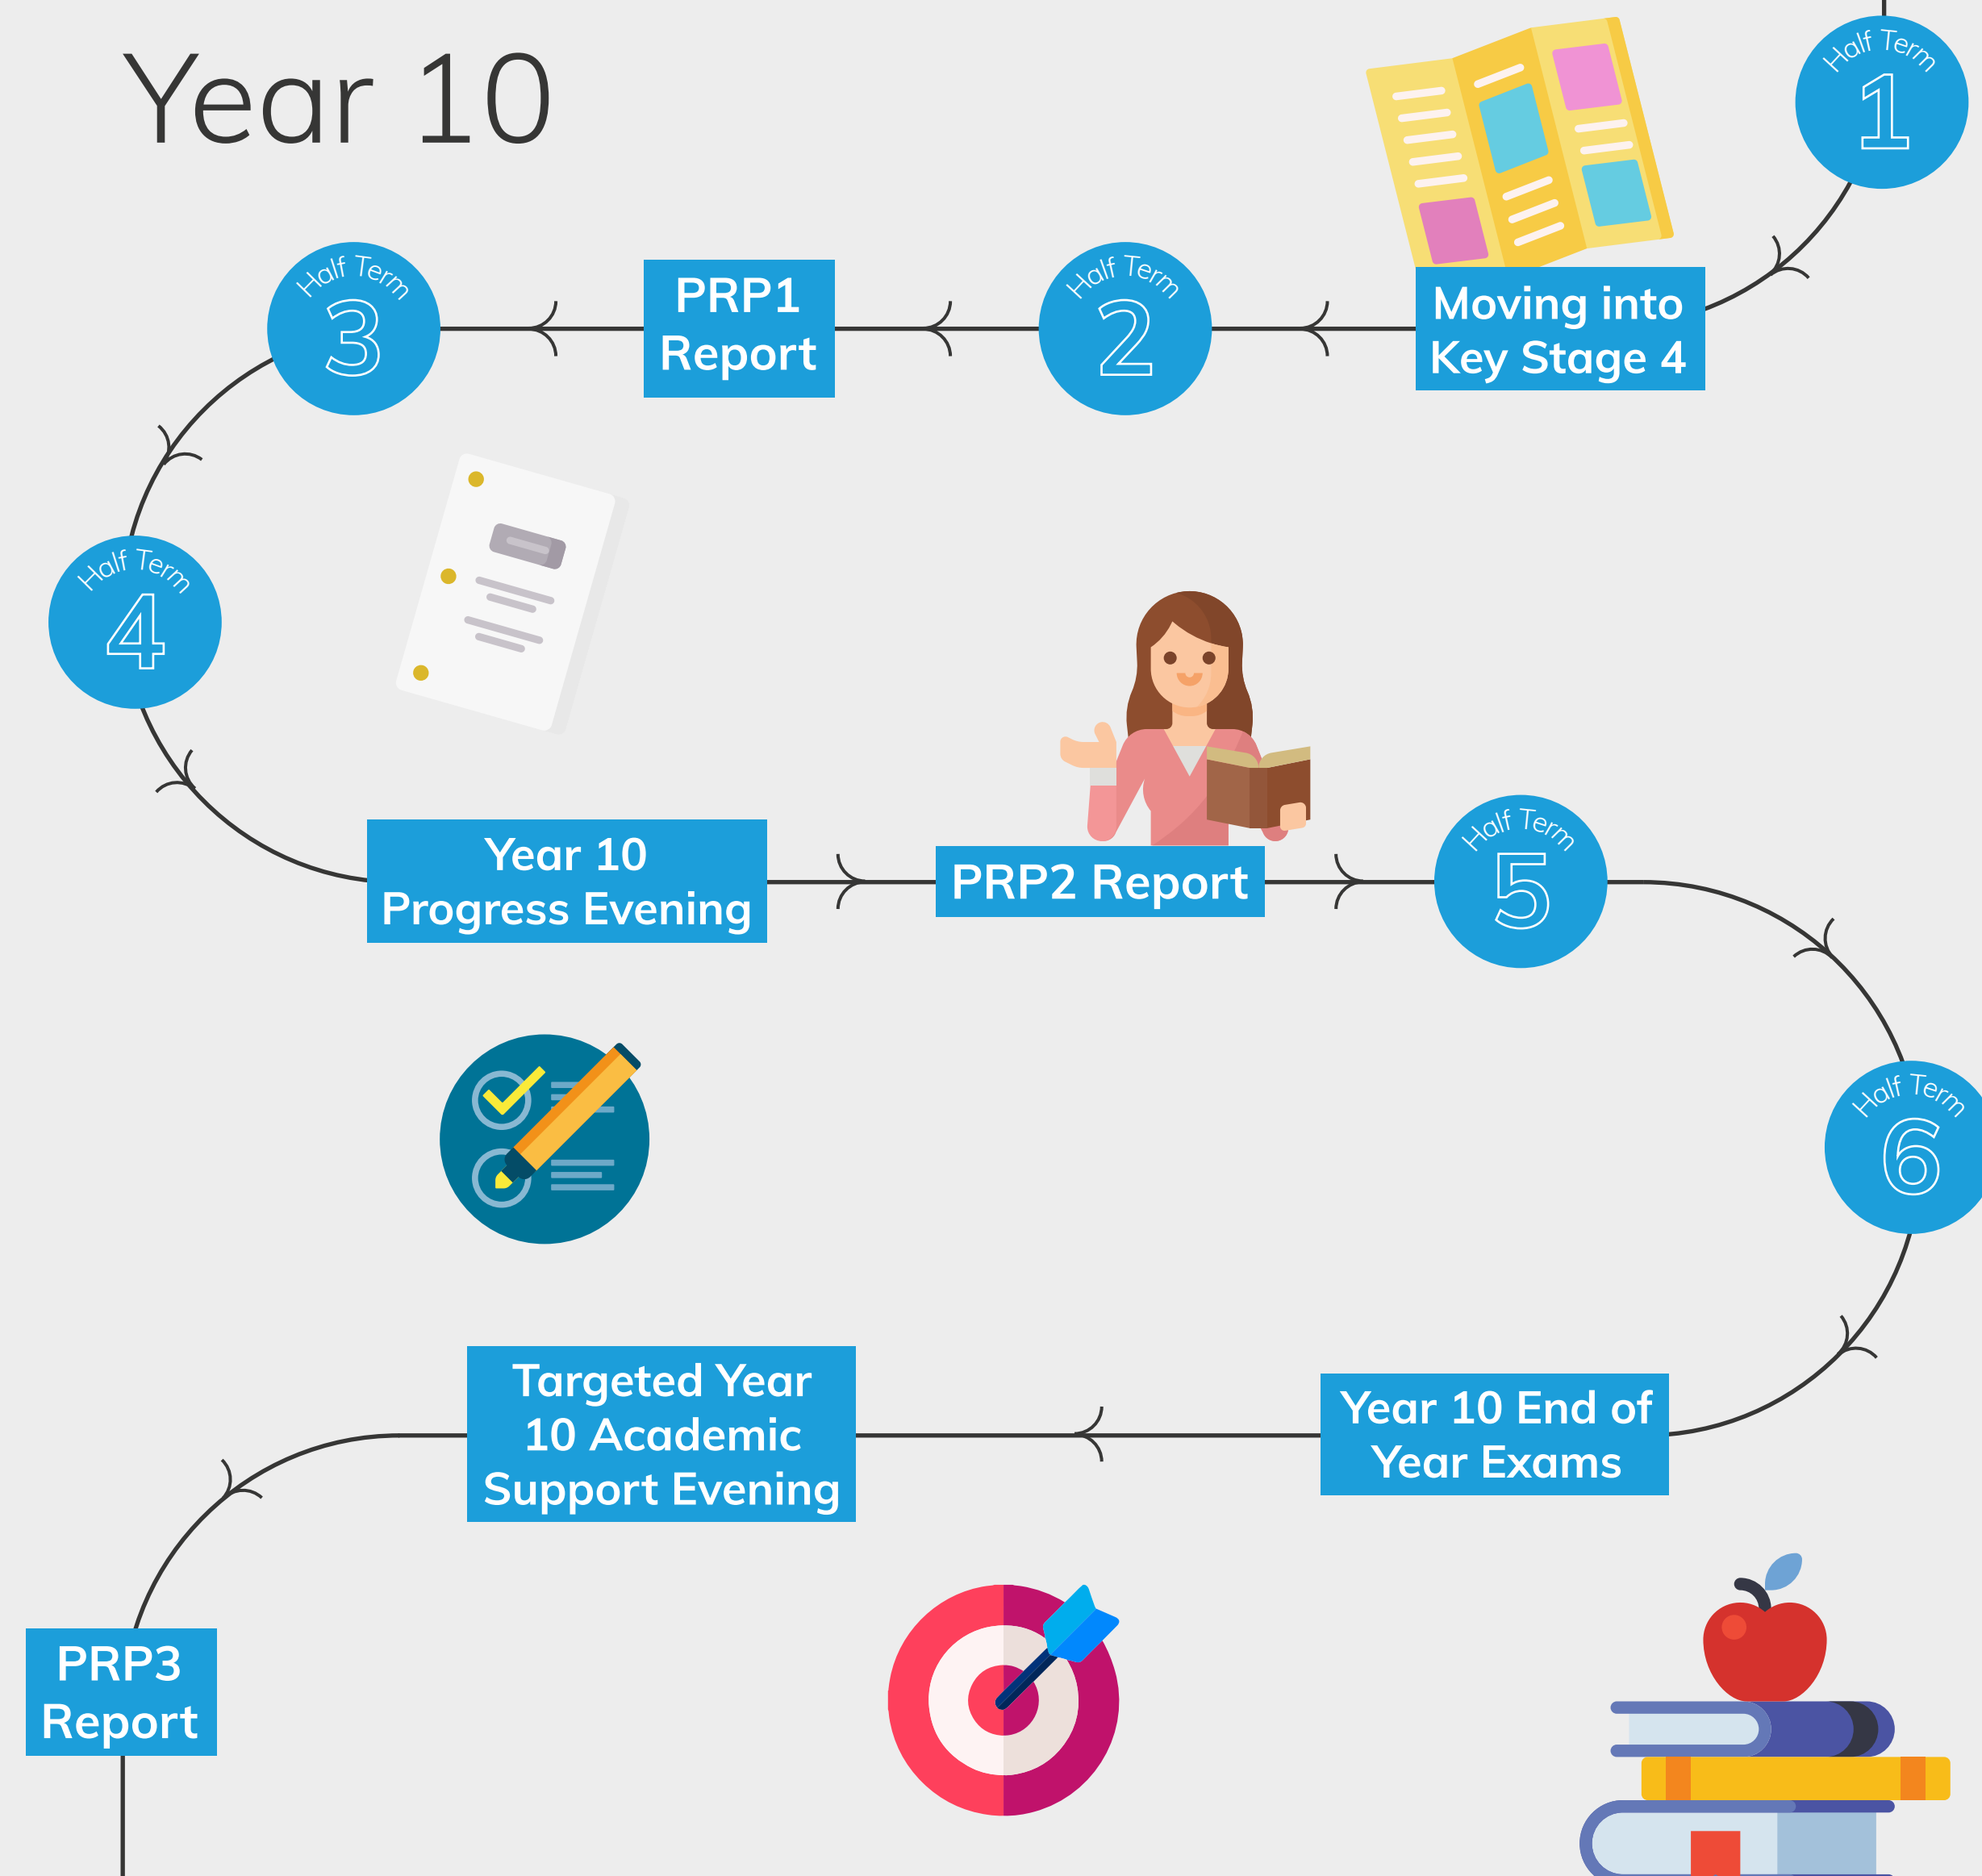 Year 10
Half Term
1
Moving into
Key Stage 4
Half Term
2
PRP1
Report
Half Term
3
Half Term
4
Year 10
Progress Evening
PRP2 Report
Half Term
5
Half Term
6
Year 10 End of
Year Exams
Targeted Year
10 Academic
Support Evening
PRP3
Report